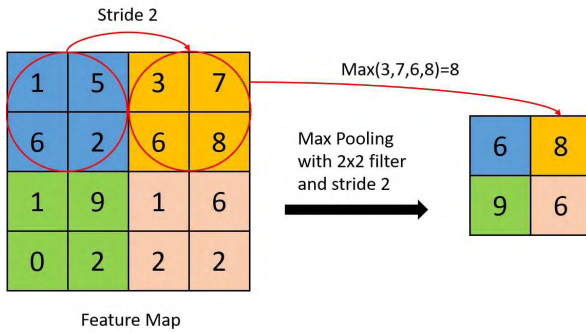 Stride 2
1 5 3 7
Max(3,7,6,8)=8
6 2 6 8
1 9 1 6
0 2 2 2
Max Pooling
with 2x2 filter
and stride 2
6 8
9 6
Feature Map